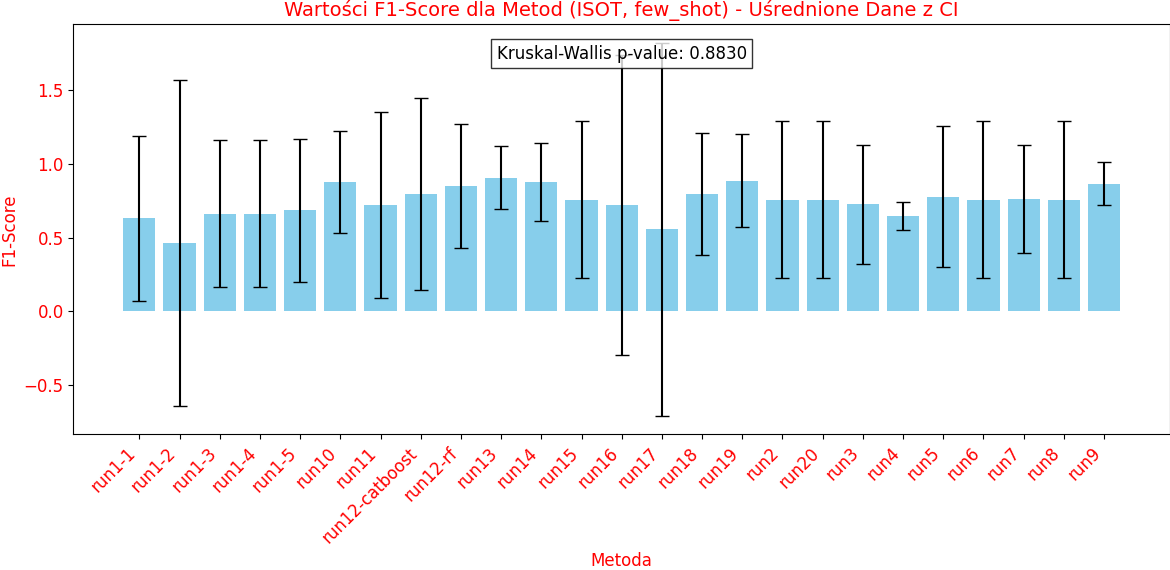 Wartości F1-Score dla Metod (ISOT, few_shot) - Uśrednione Dane z CI
Kruskal-Wallis p-value: 0.8830
1.5
1.0
0.5
0.0
−0.5
F1-Score
run1-1
run1-2
run1-3
run1-4
run1-5
run10
run11
run12-catboost
run12-rf
run13
run14
run15
run16
run17
run18
run19
run2
run20
run3
run4
run5
run6
run7
run8
run9
Metoda